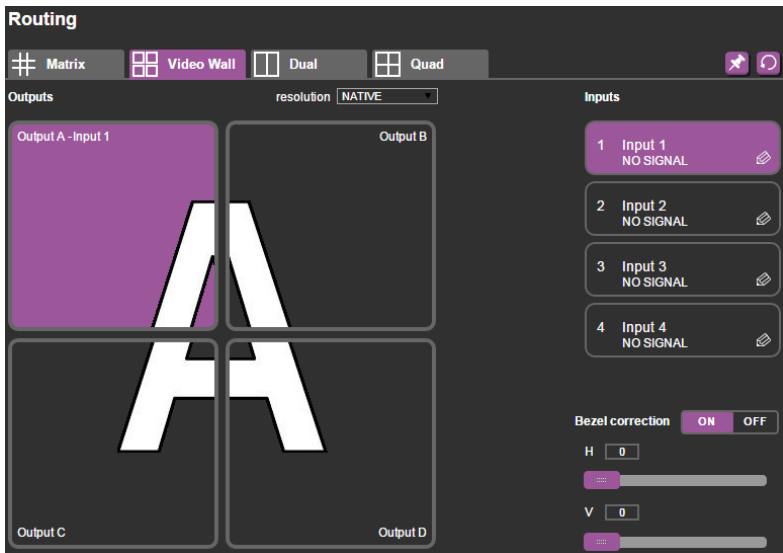 Routing
Matrix
Video Wall
Dual
Quad
Outputs
resolution NATIVE
Inputs
Output A - Input 1
Output B
A
Output C
Output D
1 Input 1
NO SIGNAL
2 Input 2
NO SIGNAL
3 Input 3
NO SIGNAL
4 Input 4
NO SIGNAL
Bezel correction ON OFF
H 0
V 0